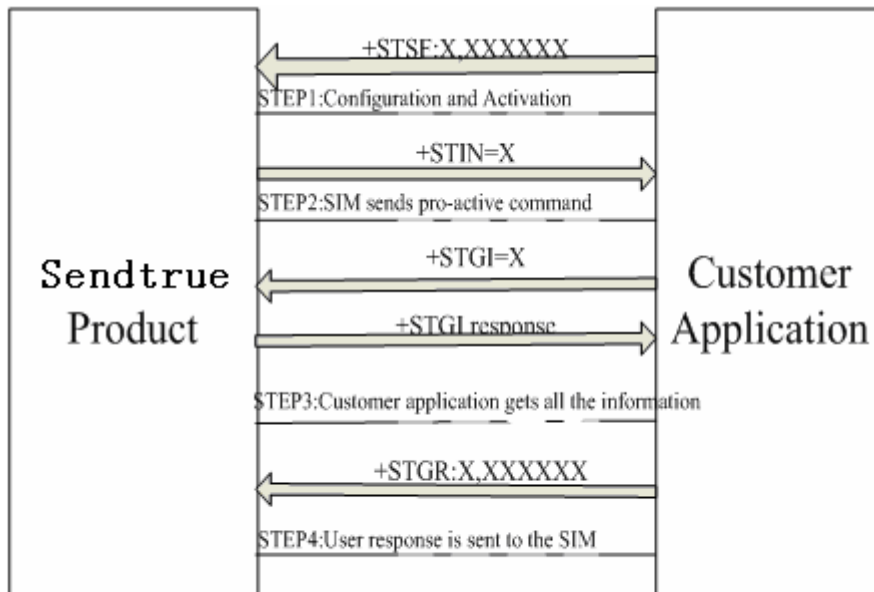 +STSF:X,XXXXXX
STEP1:Configuration and Activation
+STIN=X
STEP2:SIM sends pro-active command
+STGI=X
Sendtrue
Product
Customer
Application
+STGI response
STEP3:Customer application gets all the information
+STGR:X,XXXXXX
STEP4:User response is sent to the SIM